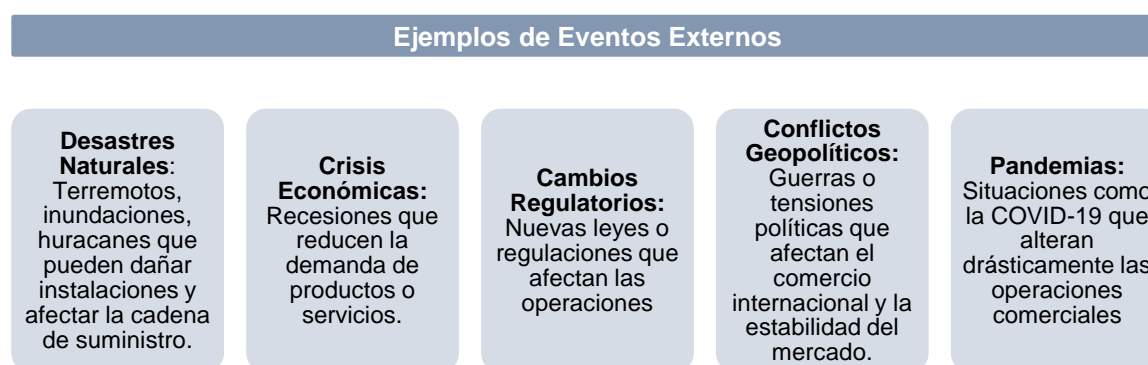 Ejemplos de Eventos Externos
Desastres
Naturales:
Terremotos,
inundaciones,
huracanes que
pueden dañar
instalaciones y
afectar la cadena
de suministro.
Crisis
Económicas:
Recesiones que
reducen la
demanda de
productos o
servicios.
Cambios
Regulatorios:
Nuevas leyes o
regulaciones que
afectan las
operaciones
Conflictos
Geopolíticos:
Guerras o
tensiones
políticas que
afectan el
comercio
internacional y la
estabilidad del
mercado.
Pandemias:
Situaciones como
la COVID-19 que
alteran
drásticamente las
operaciones
comerciales